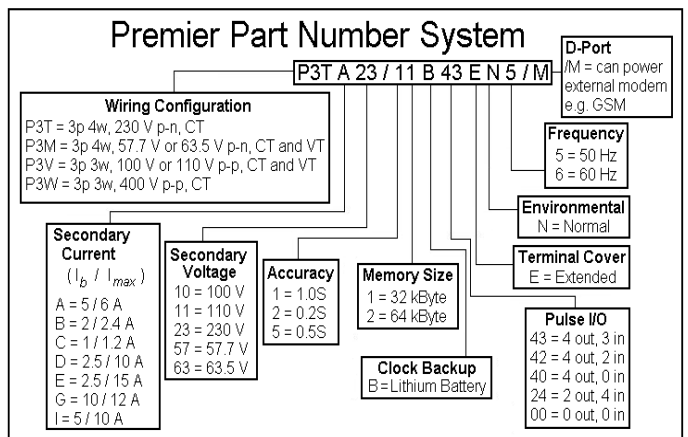 Premier Part Number System
P3T A 23 / 11 B 43 E N 5 / M
D-Port
/M = can power
external modem
e.g. GSM
Wiring Configuration
P3T = 3p 4w, 230 V p-n, CT
P3M = 3p 4w, 57.7 or 63.5 V p-n, CT and VT
P3V = 3p 3w, 100 V or 110 V p-p, CT and VT
P3W = 3p 3w, 400 V p-p, CT
Frequency
5 = 50 Hz
6 = 60 Hz
Environmental
N = Normal
Terminal Cover
E = Extended
Secondary
Current
(Ib / Imax)
A = 5 / 6 A
B = 2 / 2.4 A
C = 1 / 1.2 A
D = 2.5 / 10 A
E = 2.5 / 15 A
G = 10 / 12 A
I = 5 / 10 A
Secondary
Voltage
10 = 100 V
11 = 110 V
23 = 230 V
57 = 57.7 V
63 = 63.5 V
Accuracy
1 = 1.0S
2 = 0.2S
5 = 0.5S
Memory Size
1 = 32 kByte
2 = 64 kByte
Clock Backup
B = Lithium Battery
Pulse I/O
43 = 4 out, 3 in
42 = 4 out, 2 in
40 = 4 out, 0 in
24 = 2 out, 4 in
00 = 0 out, 0 in